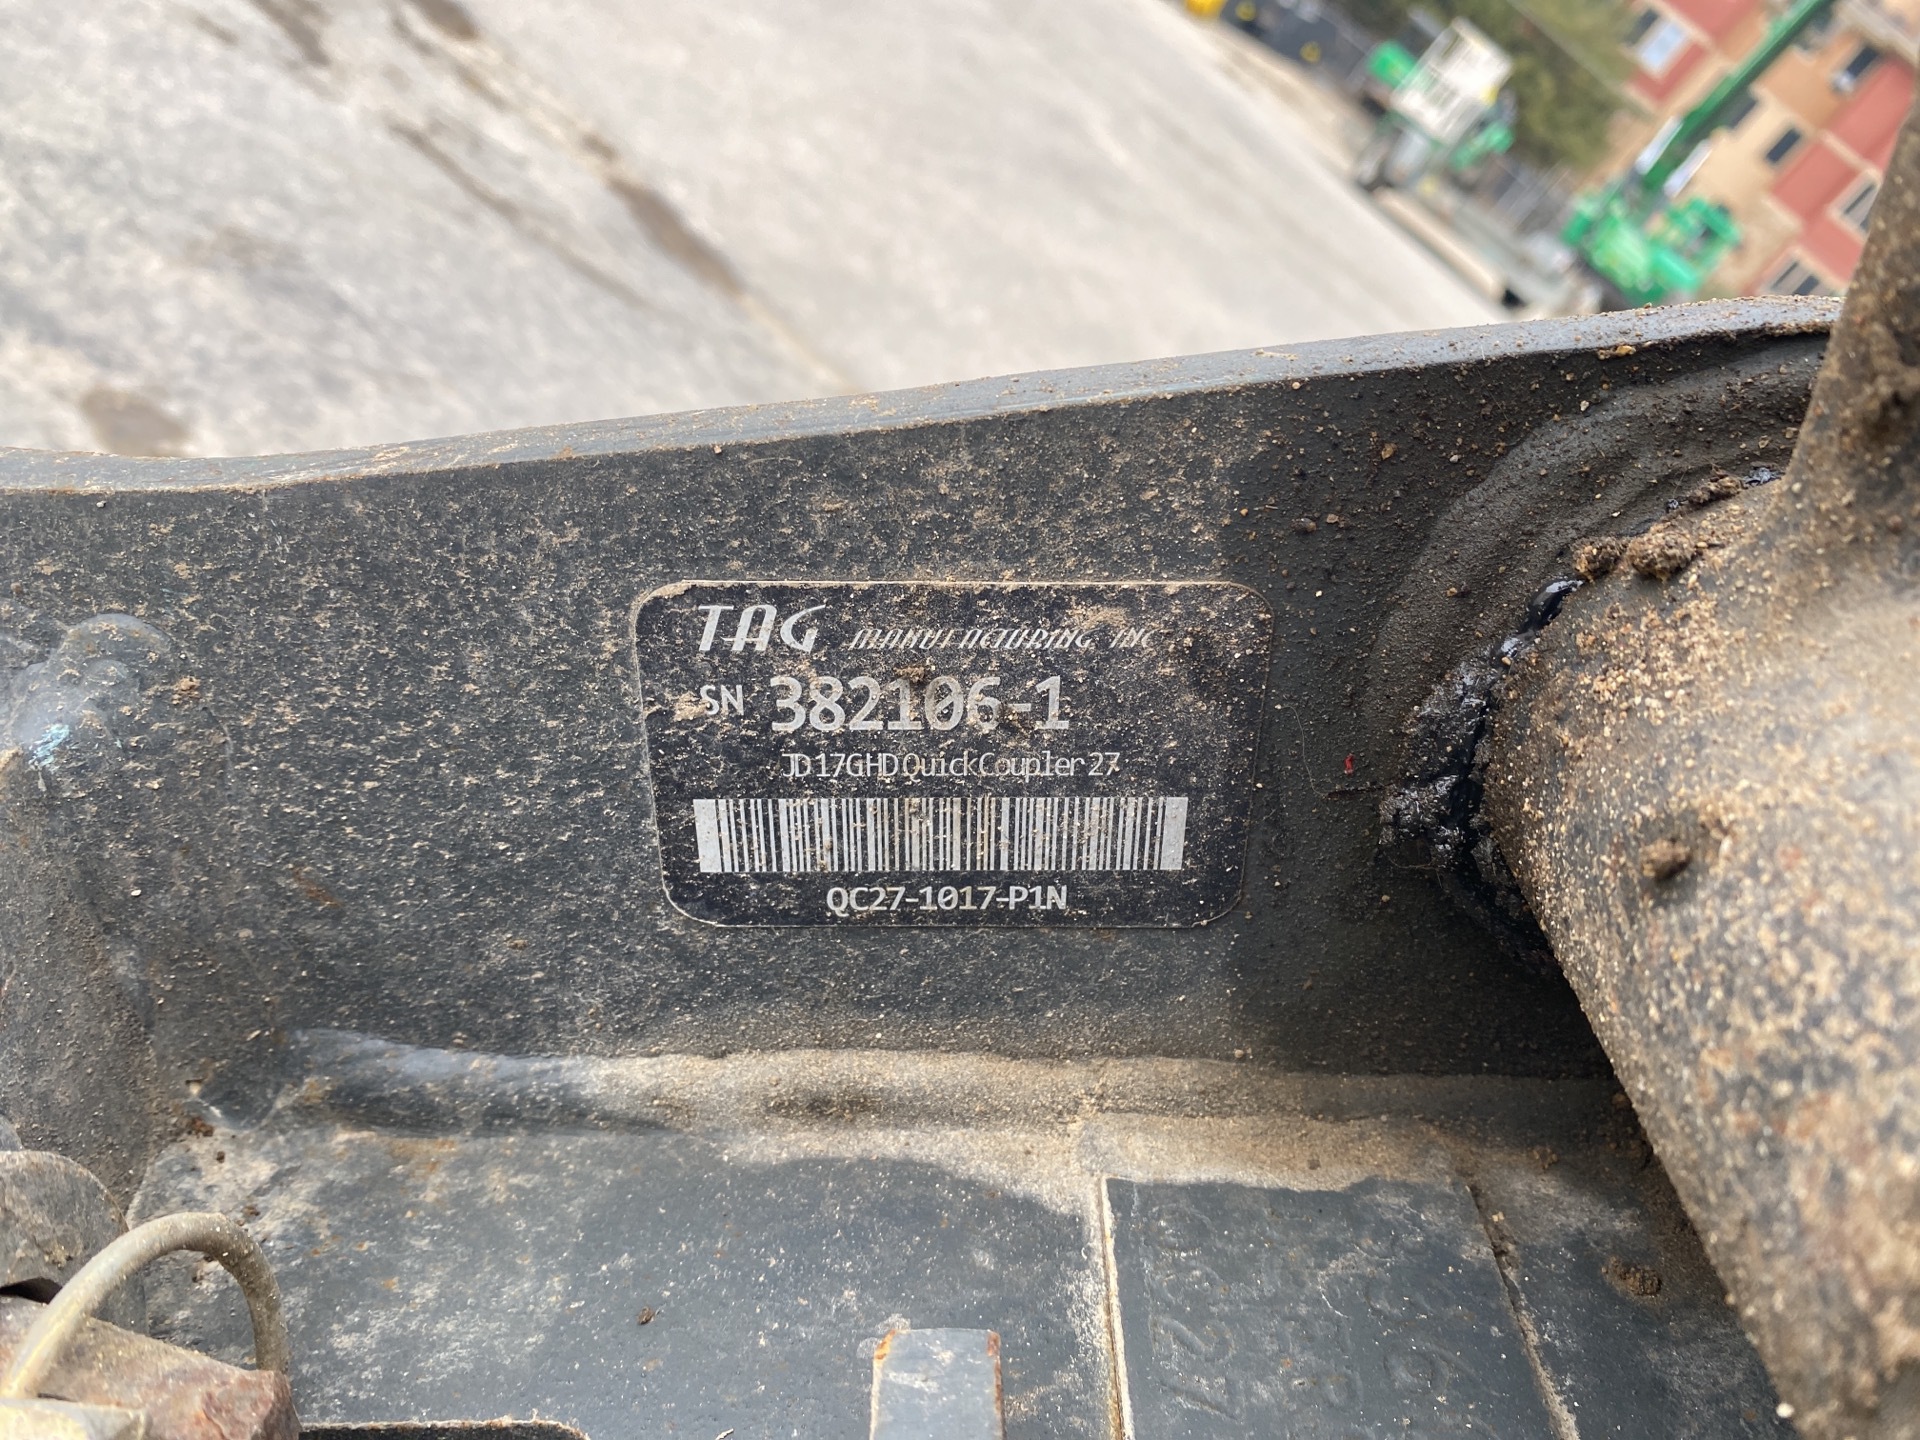 TAG MANUFACTURING, INC
SN 382106-1
JD 17G HD Quick Coupler 27
QC27-1017-P1N